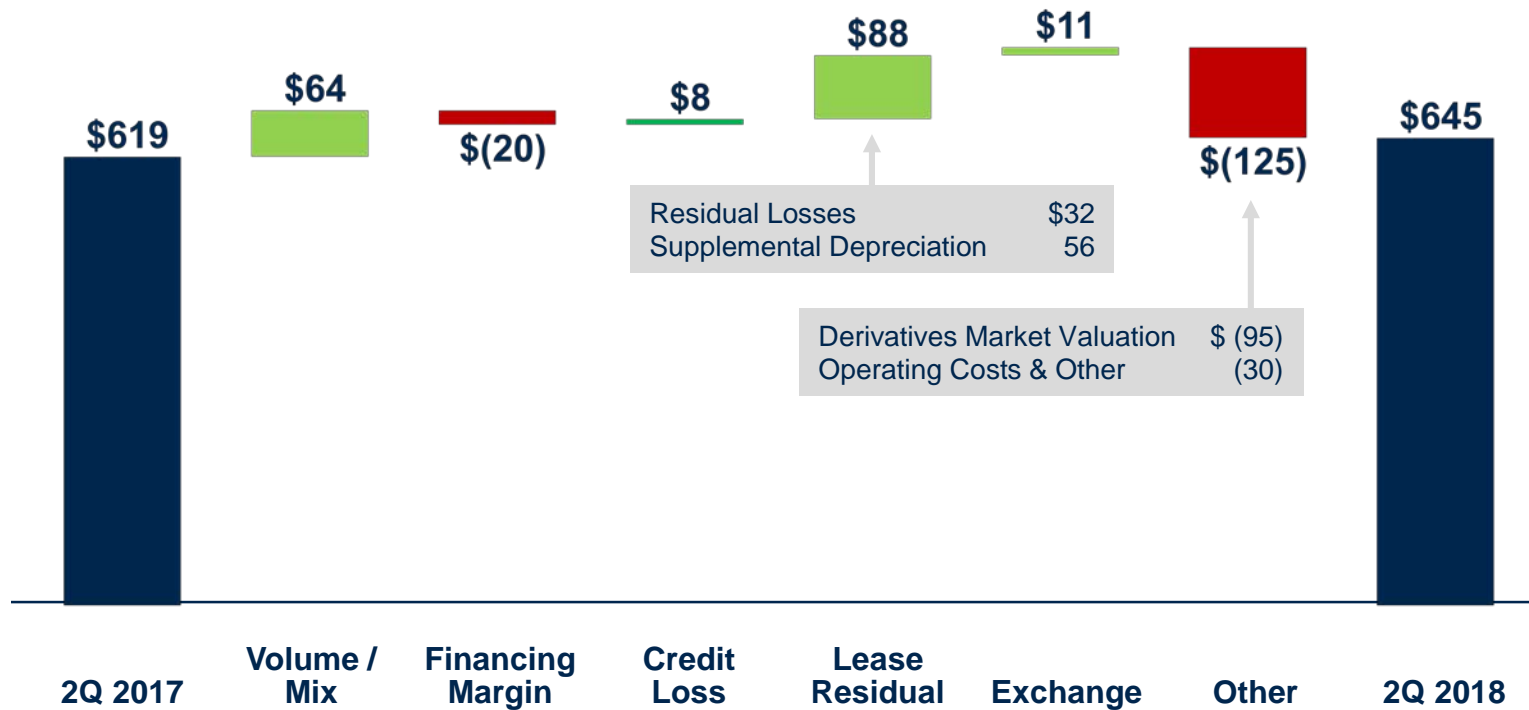 $619
$64
$(20)
$8
$88
$11
$(125)
$645
Residual Losses $32
Supplemental Depreciation 56
Derivatives Market Valuation $ (95)
Operating Costs & Other (30)
2Q 2017
Volume /
Mix
Financing
Margin
Credit
Loss
Lease
Residual
Exchange
Other
2Q 2018